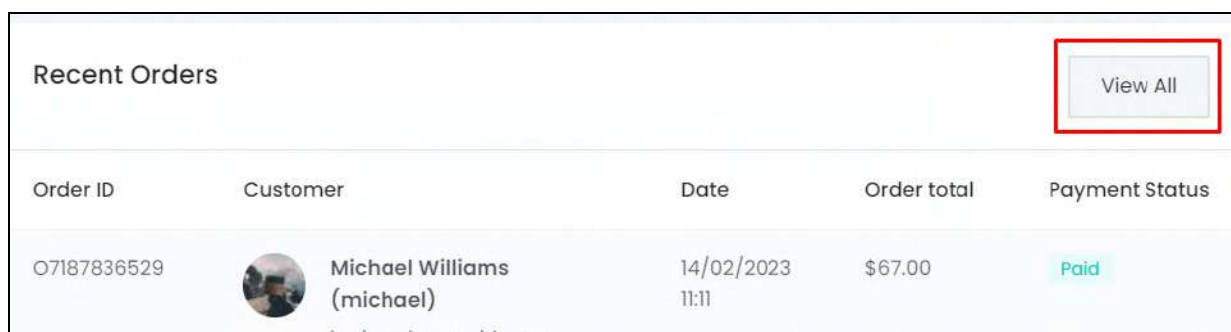 Recent Orders
View All
Order ID Customer Date Order total Payment Status
O7187836529 Michael Williams 14/02/2023 $67.00 Paid
(michael) 11:11